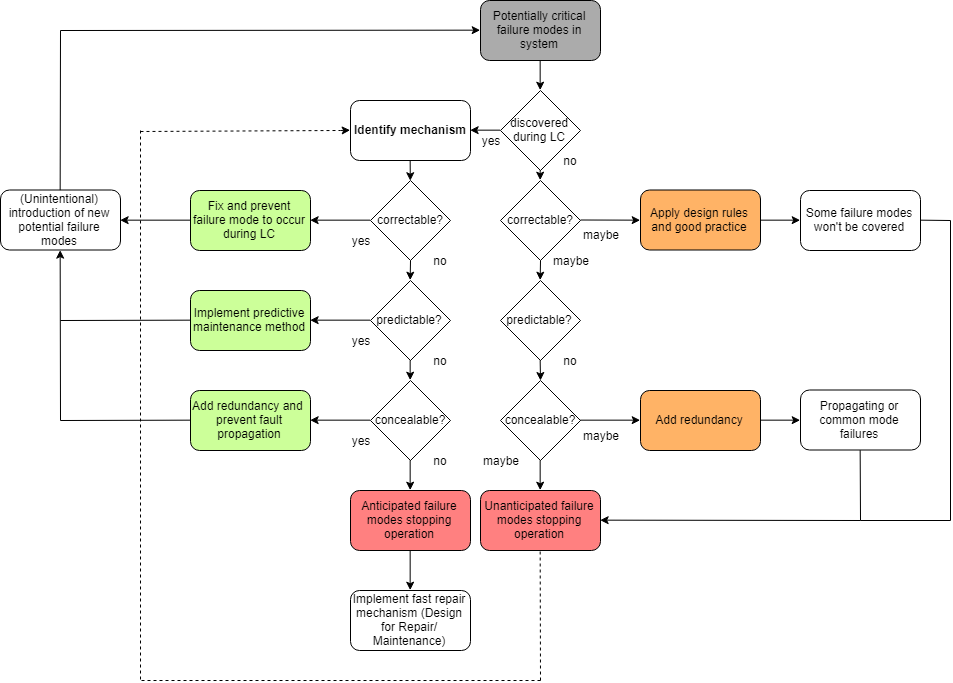 Potentially critical
failure modes in
system
discovered
during LC
yes
no
Identify mechanism
correctable?
yes
no
Fix and prevent
failure mode to occur
during LC
(Unintentional)
introduction of new
potential failure
modes
correctable?
maybe
maybe
Apply design rules
and good practice
Some failure modes
won't be covered
predictable?
yes
no
Implement predictive
maintenance method
predictable?
no
concealable?
yes
no
Add redundancy and
prevent fault
propagation
concealable?
maybe
maybe
Add redundancy
Propagating or
common mode
failures
Anticipated failure
modes stopping
operation
Unanticipated failure
modes stopping
operation
Implement fast repair
mechanism (Design
for Repair/
Maintenance)